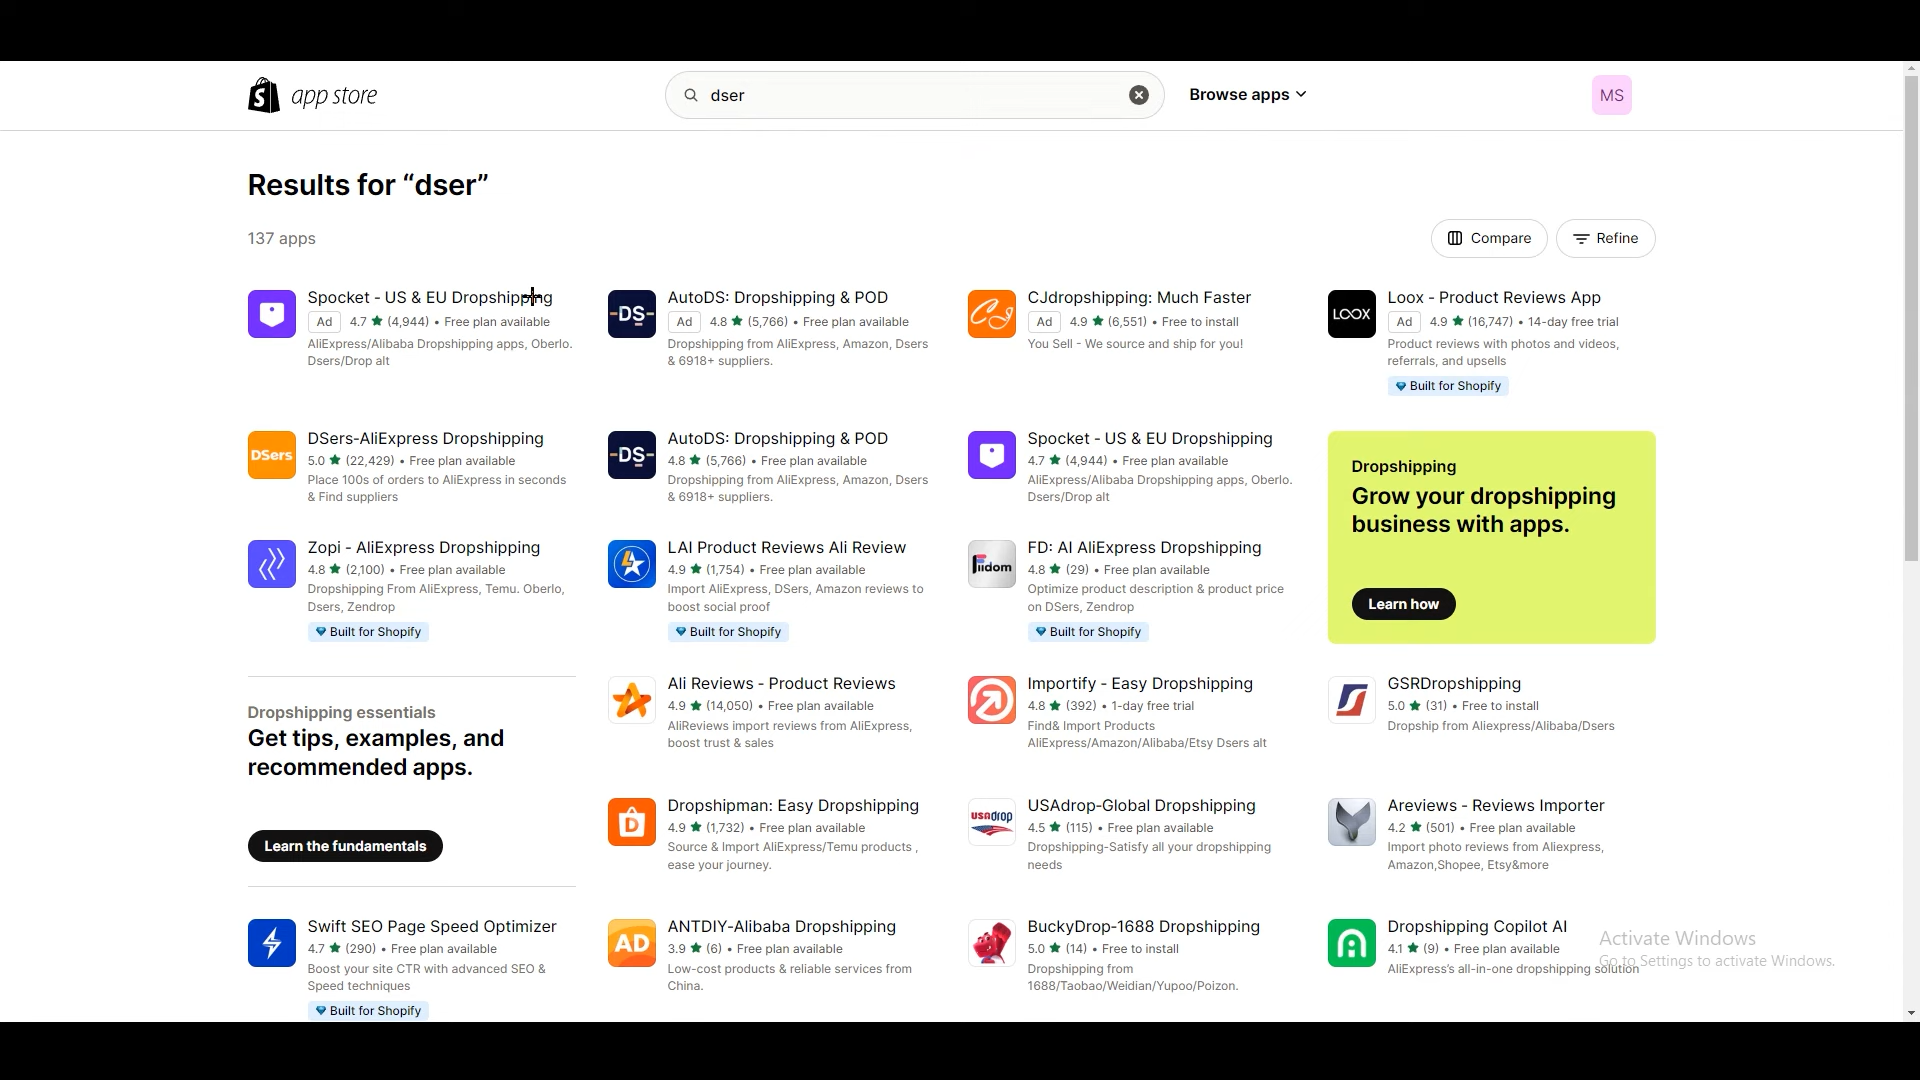 app store
dser
Browse apps
MS
Results for “dser”
137 apps
Compare
Refine
Spocket - US & EU Dropshipping
Ad 4.7 ★ (4,944) • Free plan available
AliExpress/Alibaba Dropshipping apps, Oberlo.
Dsers/Drop alt
-DS-
AutoDS: Dropshipping & POD
Ad 4.8 ★ (5,766) • Free plan available
Dropshipping from AliExpress, Amazon, Dsers
& 6918+ suppliers.
CJ
CJdropshipping: Much Faster
Ad 4.9 ★ (6,551) • Free to install
You Sell - We source and ship for you!
LOOX
Loox - Product Reviews App
Ad 4.9 ★ (16,747) • 14-day free trial
Product reviews with photos and videos,
referrals, and upsells
Built for Shopify
DSers
DSers-AliExpress Dropshipping
5.0 ★ (22,429) • Free plan available
Place 100s of orders to AliExpress in seconds
& Find suppliers
-DS-
AutoDS: Dropshipping & POD
4.8 ★ (5,766) • Free plan available
Dropshipping from AliExpress, Amazon, Dsers
& 6918+ suppliers.
Spocket - US & EU Dropshipping
4.7 ★ (4,944) • Free plan available
AliExpress/Alibaba Dropshipping apps, Oberlo.
Dsers/Drop alt
Dropshipping
Grow your dropshipping
business with apps.
Learn how
Zopi - AliExpress Dropshipping
4.8 ★ (2,100) • Free plan available
Dropshipping From AliExpress, Temu. Oberlo,
Dsers, Zendrop
Built for Shopify
LAI Product Reviews Ali Review
4.9 ★ (1,754) • Free plan available
Import AliExpress, DSers, Amazon reviews to
boost social proof
Built for Shopify
Fiidom
FD: AI AliExpress Dropshipping
4.8 ★ (29) • Free plan available
Optimize product description & product price
on DSers, Zendrop
Built for Shopify
Dropshipping essentials
Get tips, examples, and
recommended apps.
Learn the fundamentals
Ali Reviews - Product Reviews
4.9 ★ (14,050) • Free plan available
AliReviews import reviews from AliExpress,
boost trust & sales
Importify - Easy Dropshipping
4.8 ★ (392) • 1-day free trial
Find& Import Products
AliExpress/Amazon/Alibaba/Etsy Dsers alt
GSRDropshipping
5.0 ★ (31) • Free to install
Dropship from Aliexpress/Alibaba/Dsers
D
Dropshipman: Easy Dropshipping
4.9 ★ (1,732) • Free plan available
Source & Import AliExpress/Temu products ,
ease your journey.
USAdrop
USAdrop-Global Dropshipping
4.5 ★ (115) • Free plan available
Dropshipping-Satisfy all your dropshipping
needs
Areviews - Reviews Importer
4.2 ★ (501) • Free plan available
Import photo reviews from Aliexpress,
Amazon,Shopee, Etsy&more
Swift SEO Page Speed Optimizer
4.7 ★ (290) • Free plan available
Boost your site CTR with advanced SEO &
Speed techniques
Built for Shopify
AD
ANTDIY-Alibaba Dropshipping
3.9 ★ (6) • Free plan available
Low-cost products & reliable services from
China.
BuckyDrop-1688 Dropshipping
5.0 ★ (14) • Free to install
Dropshipping from
1688/Taobao/Weidian/Yupoo/Poizon.
Dropshipping Copilot AI
4.1 ★ (9) • Free plan available
AliExpress's all-in-one dropshipping solution
Activate Windows
Go to Settings to activate Windows.